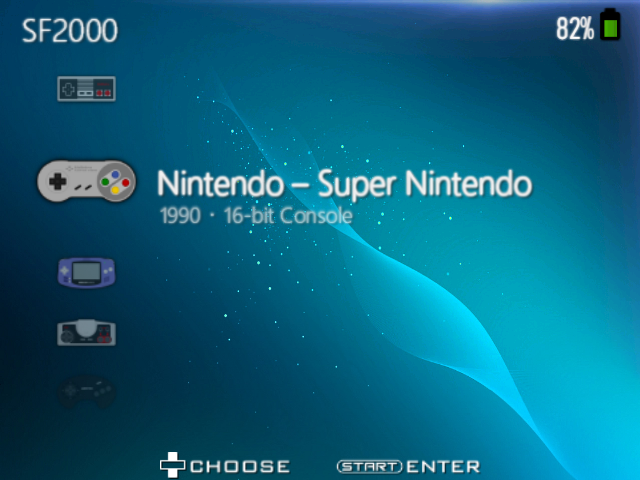 SF2000
82%
Nintendo – Super Nintendo
1990 · 16-bit Console
CHOOSE START ENTER